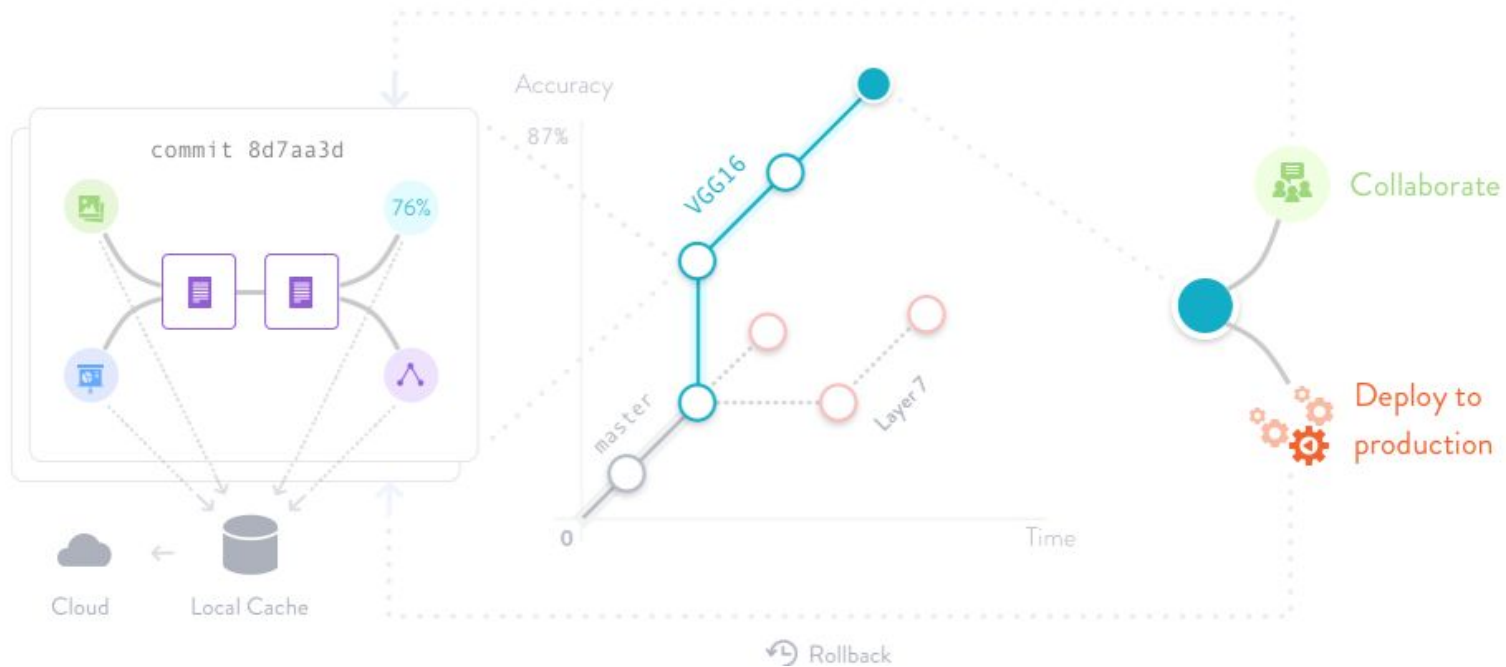 Accuracy
87%
commit 8d7aa3d
76%
VGG16
Collaborate
master
Layer 7
Deploy to
production
0
Time
Cloud
Local Cache
Rollback